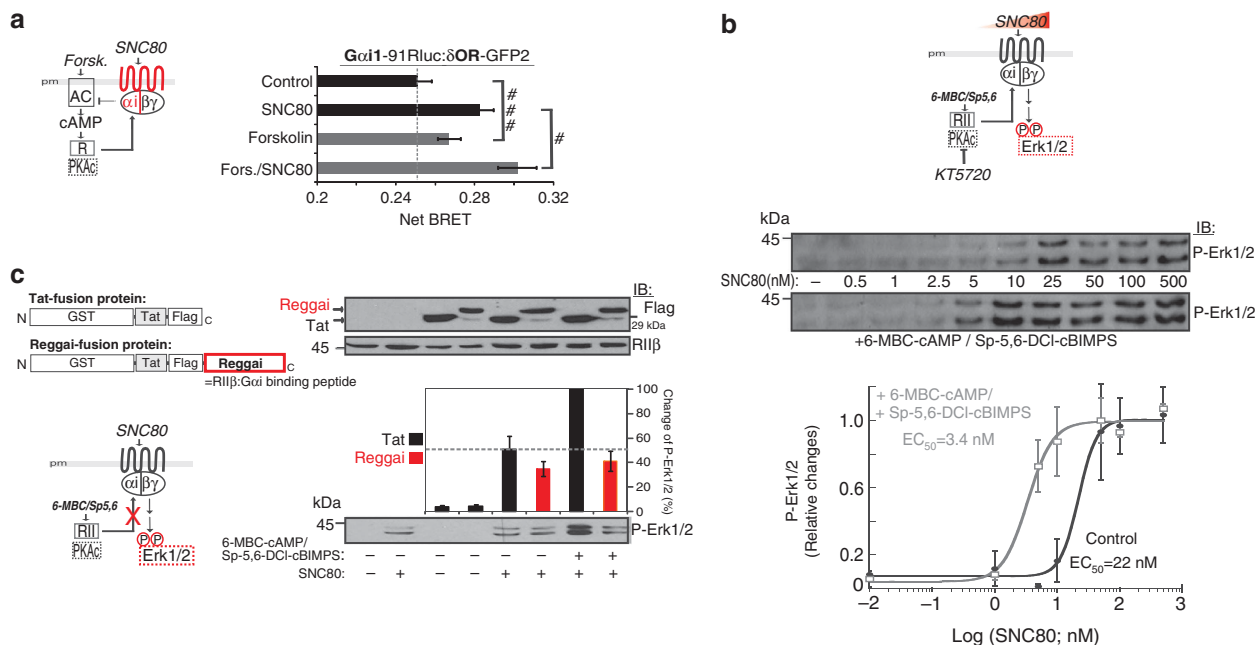 a
SNC80
Forsk.
pm
AC
αi βγ
cAMP
R
PKAc
Gαi1-91Rluc:δOR-GFP2
Control
SNC80
Forskolin
Fors./SNC80
# # #
#
0.2 0.24 0.28 0.32
Net BRET
b
SNC80
pm
αi βγ
6-MBC/Sp5,6
RII
PKAc
P P
Erk1/2
KT5720
kDa
IB:
45
P-Erk1/2
SNC80(nM): – 0.5 1 2.5 5 10 25 50 100 500
45
P-Erk1/2
+6-MBC-cAMP / Sp-5,6-DCl-cBIMPS
+ 6-MBC-cAMP/
+ Sp-5,6-DCl-cBIMPS
EC50=3.4 nM
Control
EC50=22 nM
1.0
0.6
0.2
0
P-Erk1/2
(Relative changes)
–2 –1 0 1 2 3
Log (SNC80; nM)
c
Tat-fusion protein:
N GST Tat Flag C
Reggai-fusion protein:
N GST Tat Flag Reggai C
=RIIβ:Gαi binding peptide
SNC80
pm
αi βγ
6-MBC/Sp5,6
X
RII
PKAc
P P
Erk1/2
IB:
Reggai
Flag
Tat
29 kDa
45
RIIβ
100
80
60
40
20
0
Change of
P-Erk1/2 (%)
Tat
Reggai
kDa
45
P-Erk1/2
6-MBC-cAMP/
Sp-5,6-DCl-cBIMPS: – – – – – – + +
SNC80: – + – – + + + +